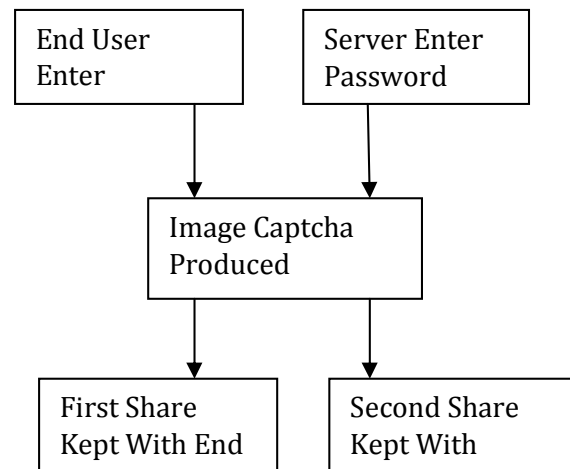 End User
Enter
Server Enter
Password
Image Captcha
Produced
First Share
Kept With End
Second Share
Kept With